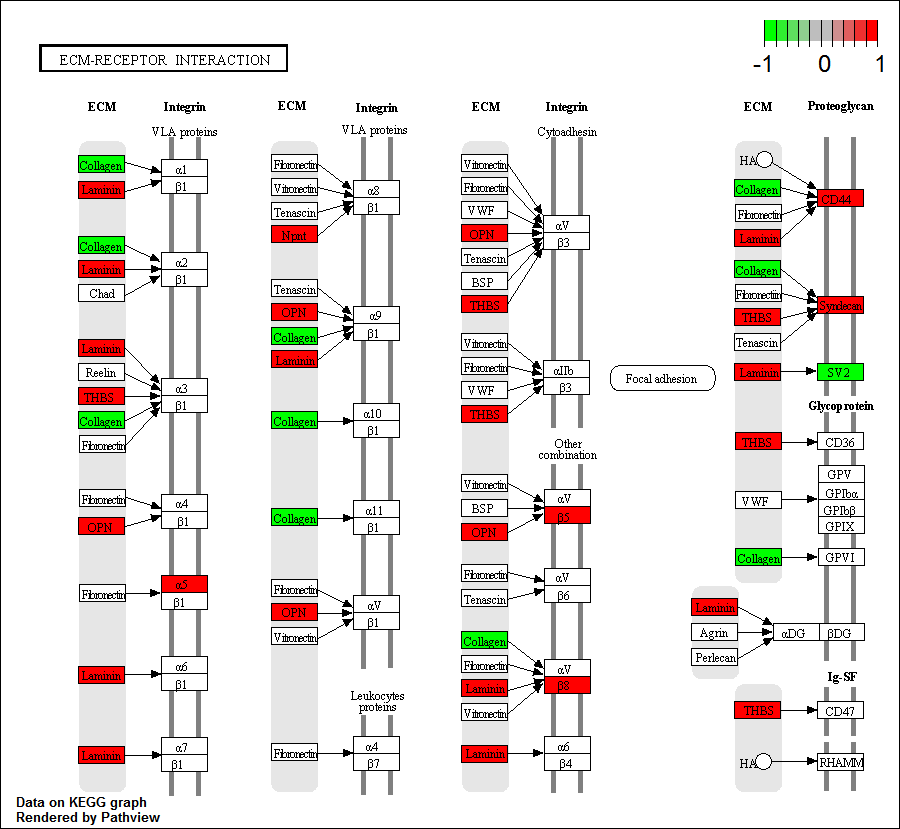 -1 0 1
ECM-RECEPTOR INTERACTION
ECM Integrin
VLA proteins
Collagen
Laminin
α1
β1
Collagen
Laminin
Chad
α2
β1
Laminin
Reelin
THBS
Collagen
Fibronectin
α3
β1
Fibronectin
OPN
α4
β1
Fibronectin
α5
β1
Laminin
α6
β1
Laminin
α7
β1
ECM Integrin
VLA proteins
Fibronectin
Vitronectin
Tenascin
Npnt
α8
β1
Tenascin
OPN
Collagen
Laminin
α9
β1
Collagen
α10
β1
Collagen
α11
β1
Fibronectin
OPN
Vitronectin
αV
β1
Leukocytes
proteins
Fibronectin
α4
β7
ECM Integrin
Cytoadhesin
Vitronectin
Fibronectin
VWF
OPN
Tenascin
BSP
THBS
αV
β3
Vitronectin
Fibronectin
VWF
THBS
αIIb
β3
Other
combination
Vitronectin
BSP
OPN
αV
β5
Fibronectin
Tenascin
αV
β6
Collagen
Fibronectin
Laminin
Vitronectin
αV
β8
Laminin
α6
β4
Focal adhesion
ECM Proteoglycan
HA
Collagen
Fibronectin
Laminin
CD44
Collagen
Fibronectin
THBS
Tenascin
Syndecan
Laminin
SV2
Glycoprotein
THBS
CD36
VWF
GPV
GPIbα
GPIbβ
GPIX
Collagen
GPVI
Laminin
Agrin
Perlecan
αDG βDG
Ig-SF
THBS
CD47
HA
RHAMM
Data on KEGG graph
Rendered by Pathview